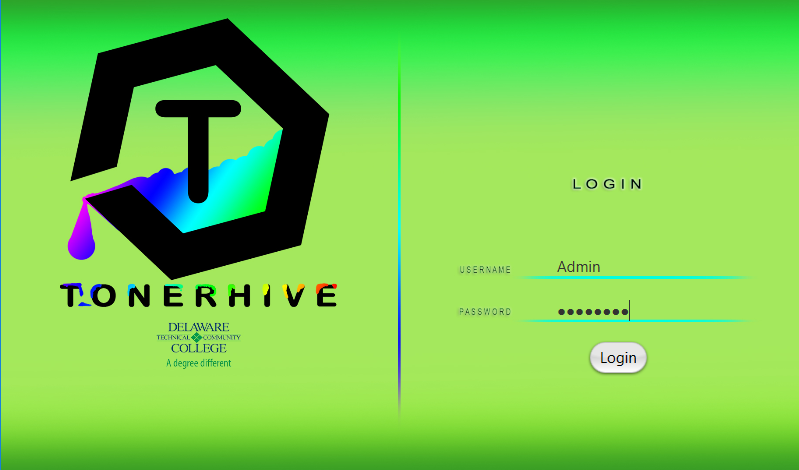 T
TONERHIVE
DELAWARE
TECHNICAL COMMUNITY
COLLEGE
A degree different
LOGIN
USERNAME Admin
PASSWORD ●●●●●●●●
Login